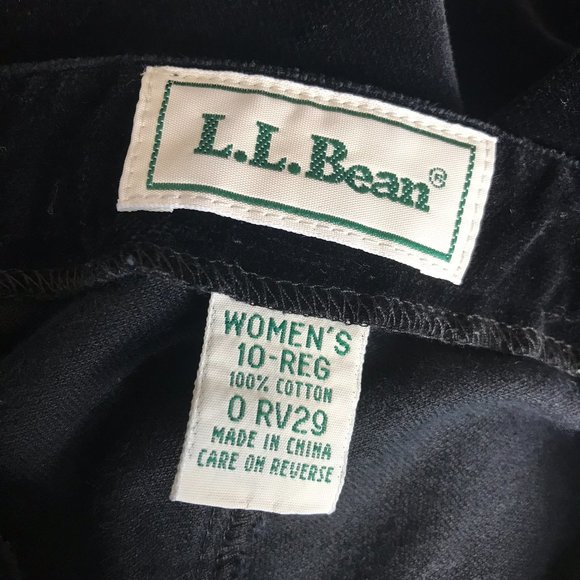 L.L.Bean®
WOMEN'S
10-REG
100% COTTON
0 RV29
MADE IN CHINA
CARE ON REVERSE